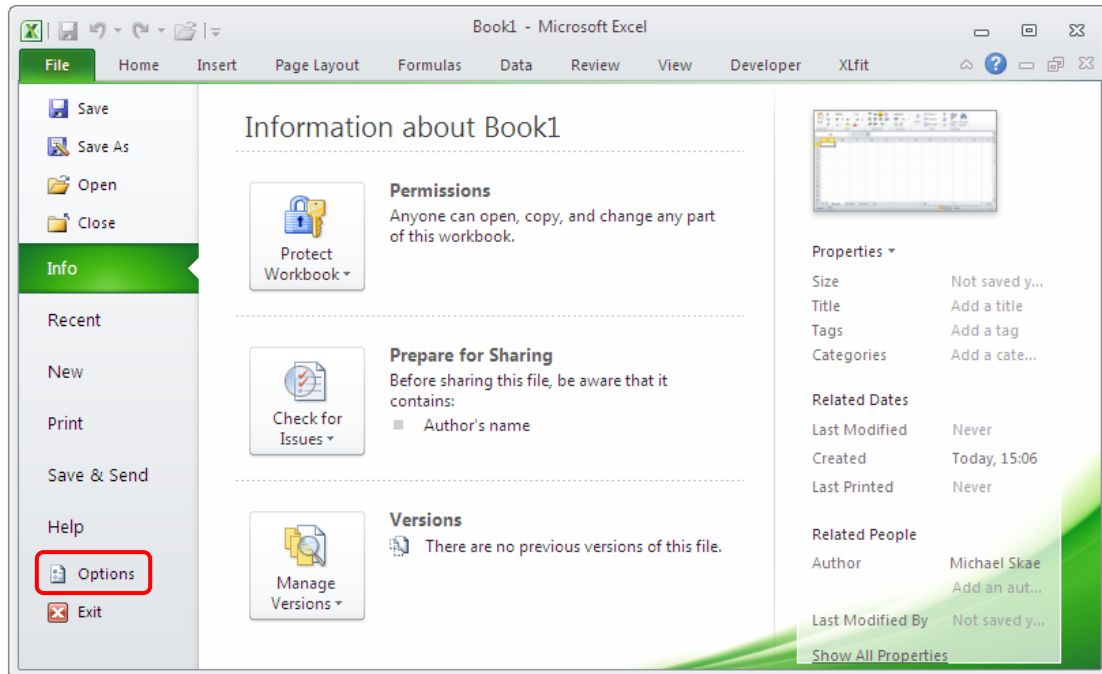 Book1 - Microsoft Excel
File Home Insert Page Layout Formulas Data Review View Developer XLfit
Save
Save As
Open
Close
Info
Recent
New
Print
Save & Send
Help
Options
Exit
Information about Book1
Protect
Workbook
Permissions
Anyone can open, copy, and change any part
of this workbook.
Check for
Issues
Prepare for Sharing
Before sharing this file, be aware that it
contains:
Author's name
Manage
Versions
Versions
There are no previous versions of this file.
Properties
Size Not saved y...
Title Add a title
Tags Add a tag
Categories Add a cate...
Related Dates
Last Modified Never
Created Today, 15:06
Last Printed Never
Related People
Author Michael Skae
Add an aut...
Last Modified By Not saved y...
Show All Properties